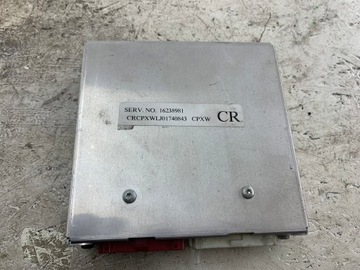 SERV. NO. 16238981
CRCPXWLJ01740843 CPXW CR